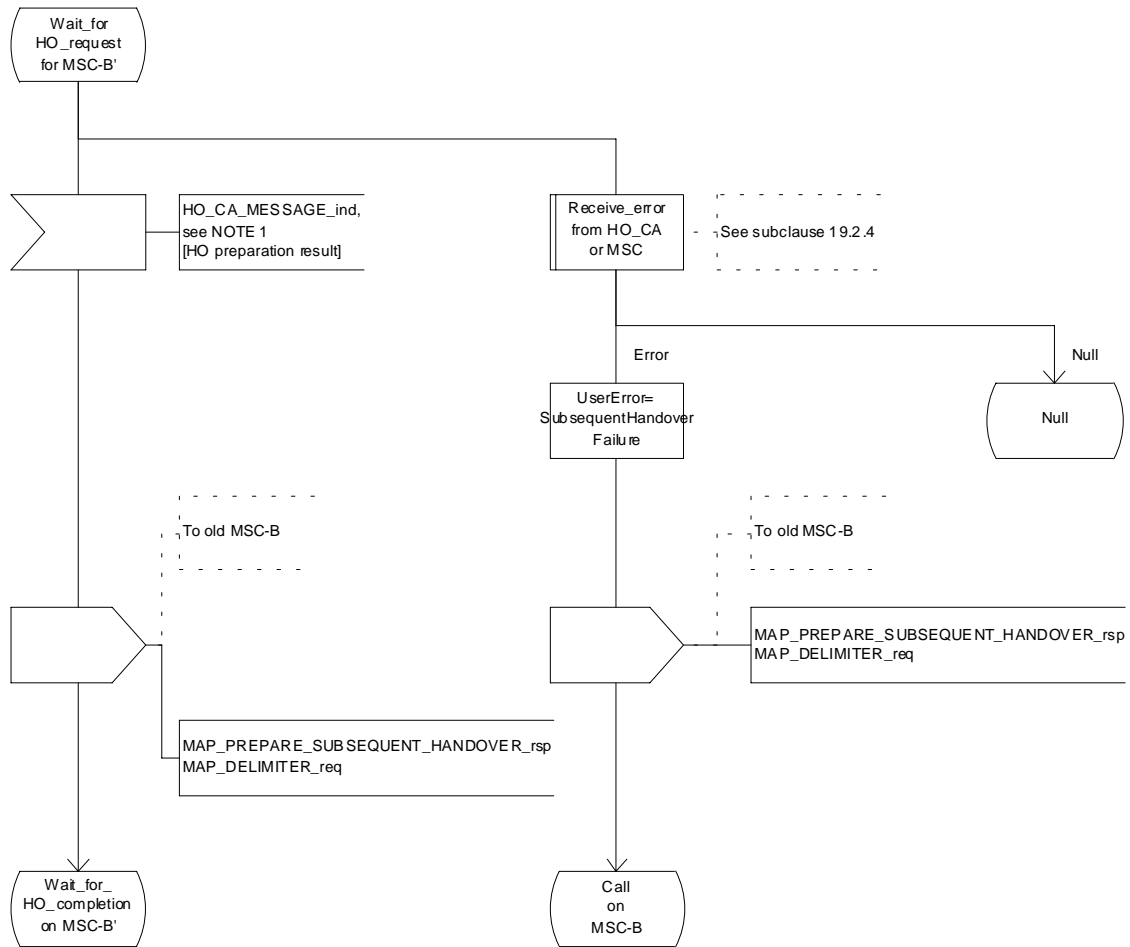 Wait_for
HO_request
for MSC-B'
HO_CA_MESSAGE_ind,
see NOTE 1
[HO preparation result]
Receive_error
from HO_CA
or MSC
See subclause 19.2.4
Error
Null
UserError=
SubsequentHandover
Failure
Null
To old MSC-B
To old MSC-B
MAP_PREPARE_SUBSEQUENT_HANDOVER_rsp
MAP_DELIMITER_req
MAP_PREPARE_SUBSEQUENT_HANDOVER_rsp
MAP_DELIMITER_req
Wait_for_
HO_completion
on MSC-B'
Call
on
MSC-B